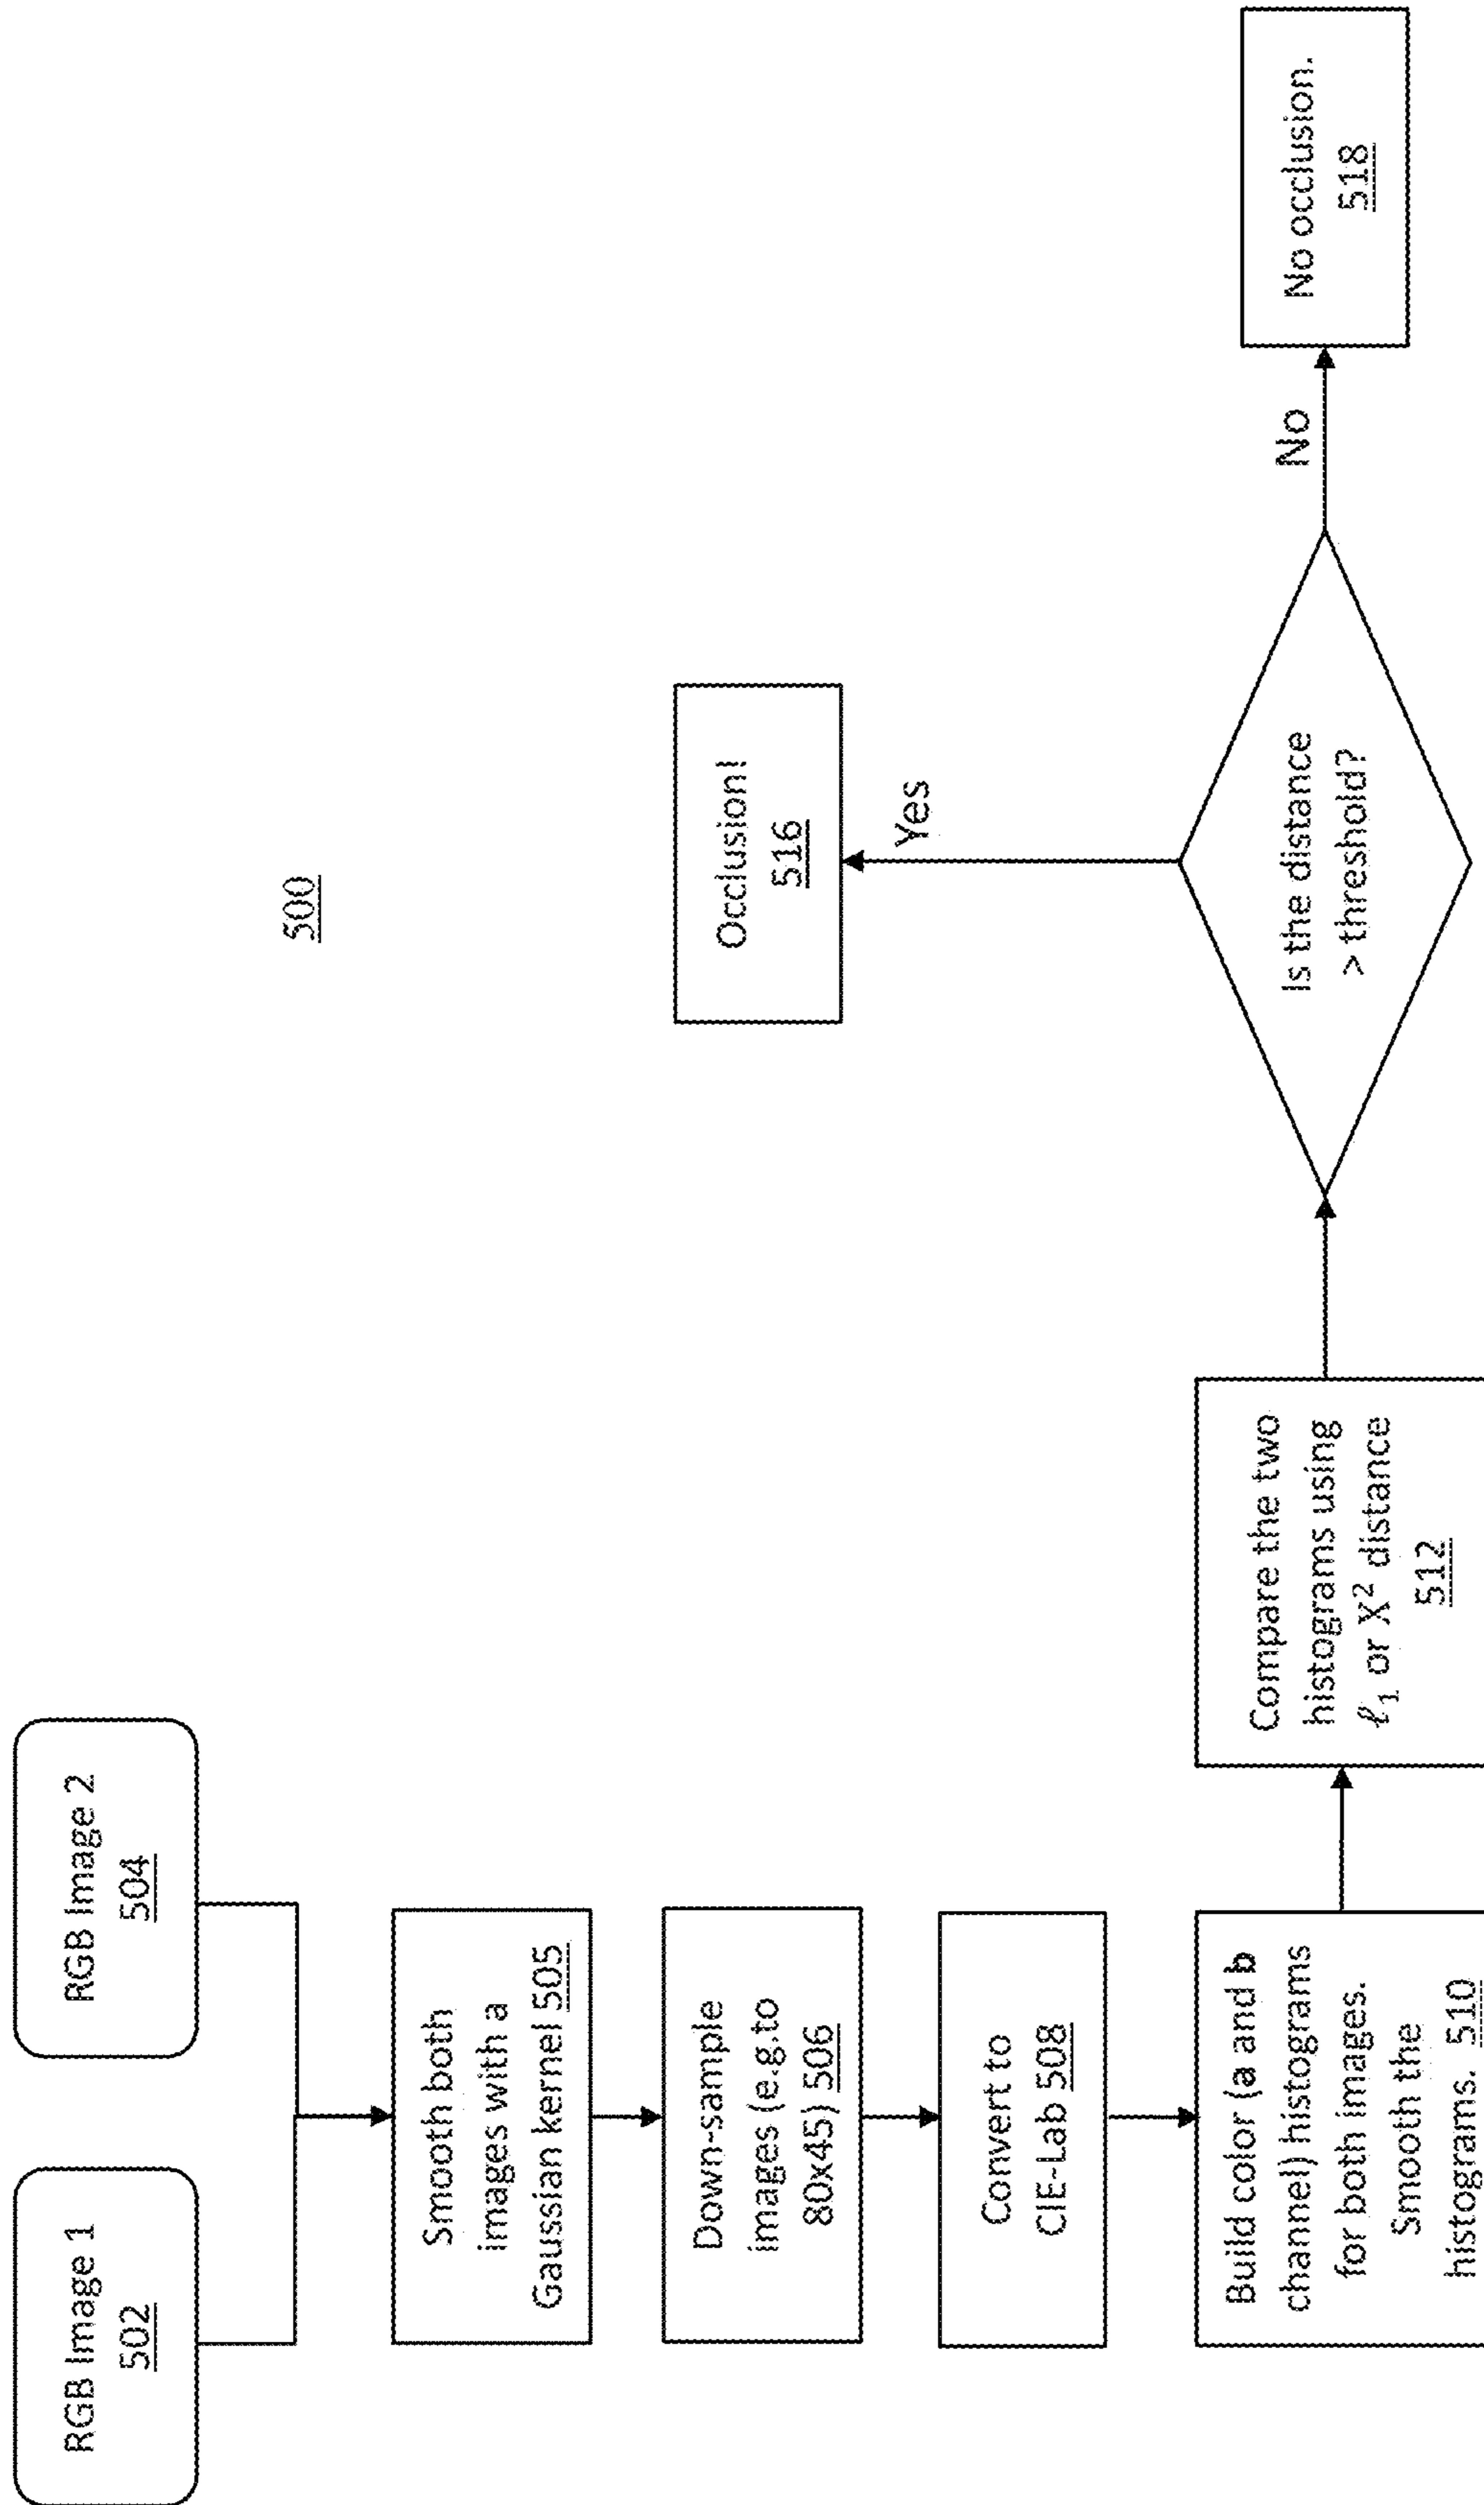 500
RGB Image 1
502
RGB Image 2
504
Smooth both
images with a
Gaussian kernel 505
Down-sample
images (e.g.to
80x45) 506
Convert to
CIE-Lab 508
Build color (a and b
channel) histograms
for both images.
Smooth the
histograms. 510
Compare the two
histograms using
ℓ₁ or X² distance
512
Is the distance
> threshold?
Yes
Occlusion!
516
No
No occlusion.
518